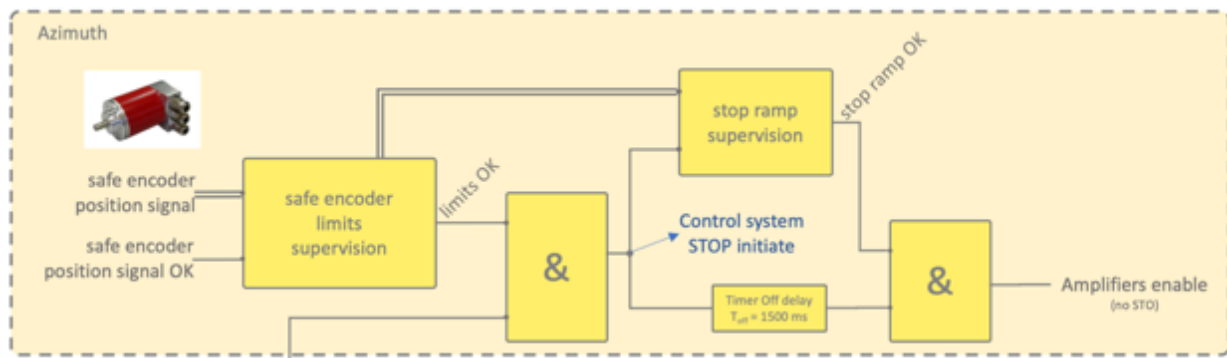 Azimuth
stop ramp OK
stop ramp
supervision
safe encoder
position signal
safe encoder
limits
supervision
limits OK
safe encoder
position signal OK
Control system
STOP initiate
&
&
Timer Off delay
T_off = 1500 ms
Amplifiers enable
(no STO)